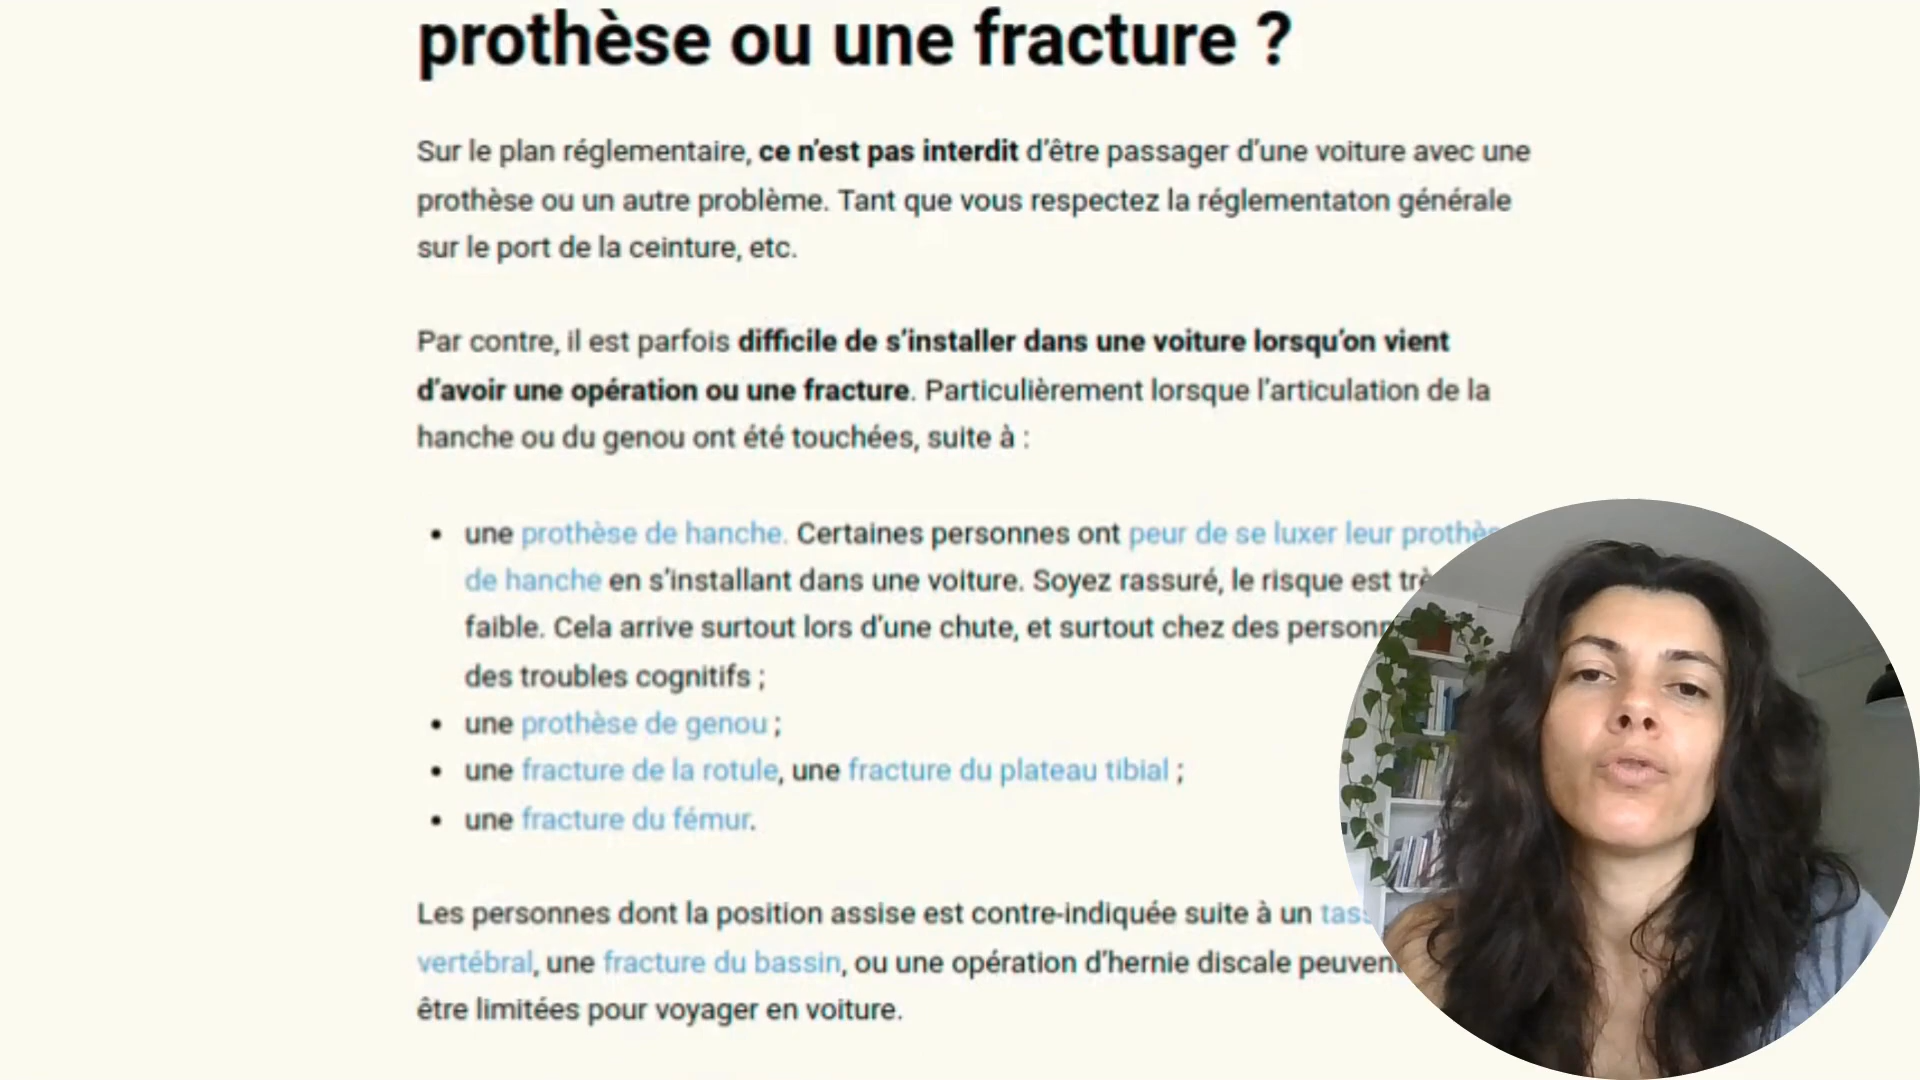 prothèse ou une fracture ?
Sur le plan réglementaire, ce n'est pas interdit d'être passager d'une voiture avec une
prothèse ou un autre problème. Tant que vous respectez la réglementaton générale
sur le port de la ceinture, etc.
Par contre, il est parfois difficile de s'installer dans une voiture lorsqu'on vient
d'avoir une opération ou une fracture. Particulièrement lorsque l'articulation de la
hanche ou du genou ont été touchées, suite à :
• une prothèse de hanche. Certaines personnes ont peur de se luxer leur
de hanche en s'installant dans une voiture. Soyez rassuré, le risque est
faible. Cela arrive surtout lors d'une chute, et surtout chez des
des troubles cognitifs ;
• une prothèse de genou ;
• une fracture de la rotule, une fracture du plateau tibial ;
• une fracture du fémur.
Les personnes dont la position assise est contre-indiquée suite à un
vertébral, une fracture du bassin, ou une opération d'hernie discale
être limitées pour voyager en voiture.